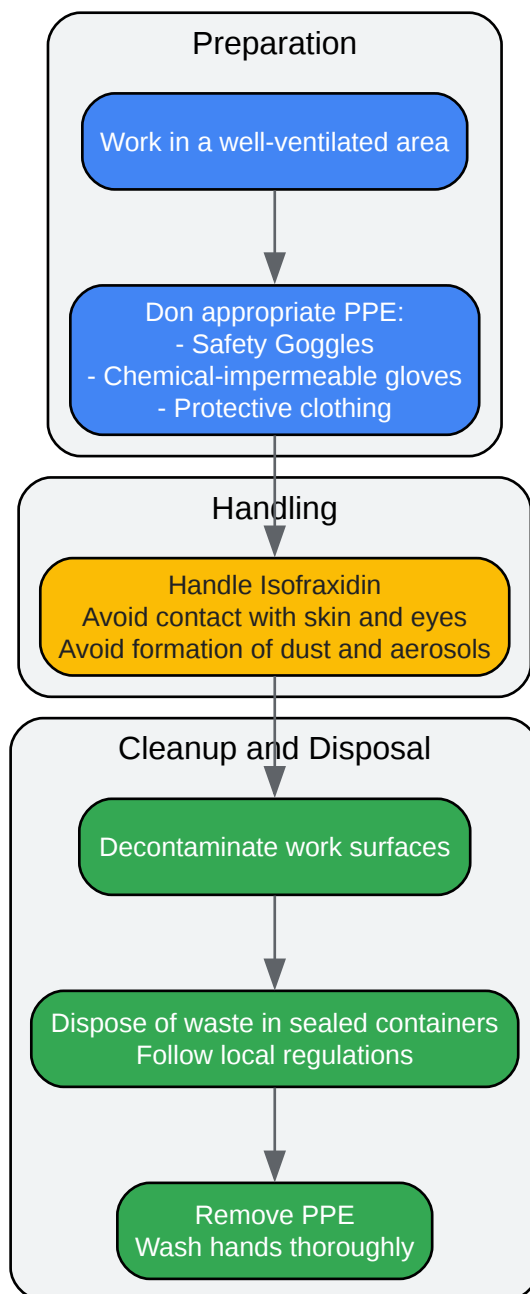 Preparation
Work in a well-ventilated area
Don appropriate PPE:
- Safety Goggles
- Chemical-impermeable gloves
- Protective clothing
Handling
Handle Isofraxidin
Avoid contact with skin and eyes
Avoid formation of dust and aerosols
Cleanup and Disposal
Decontaminate work surfaces
Dispose of waste in sealed containers
Follow local regulations
Remove PPE
Wash hands thoroughly